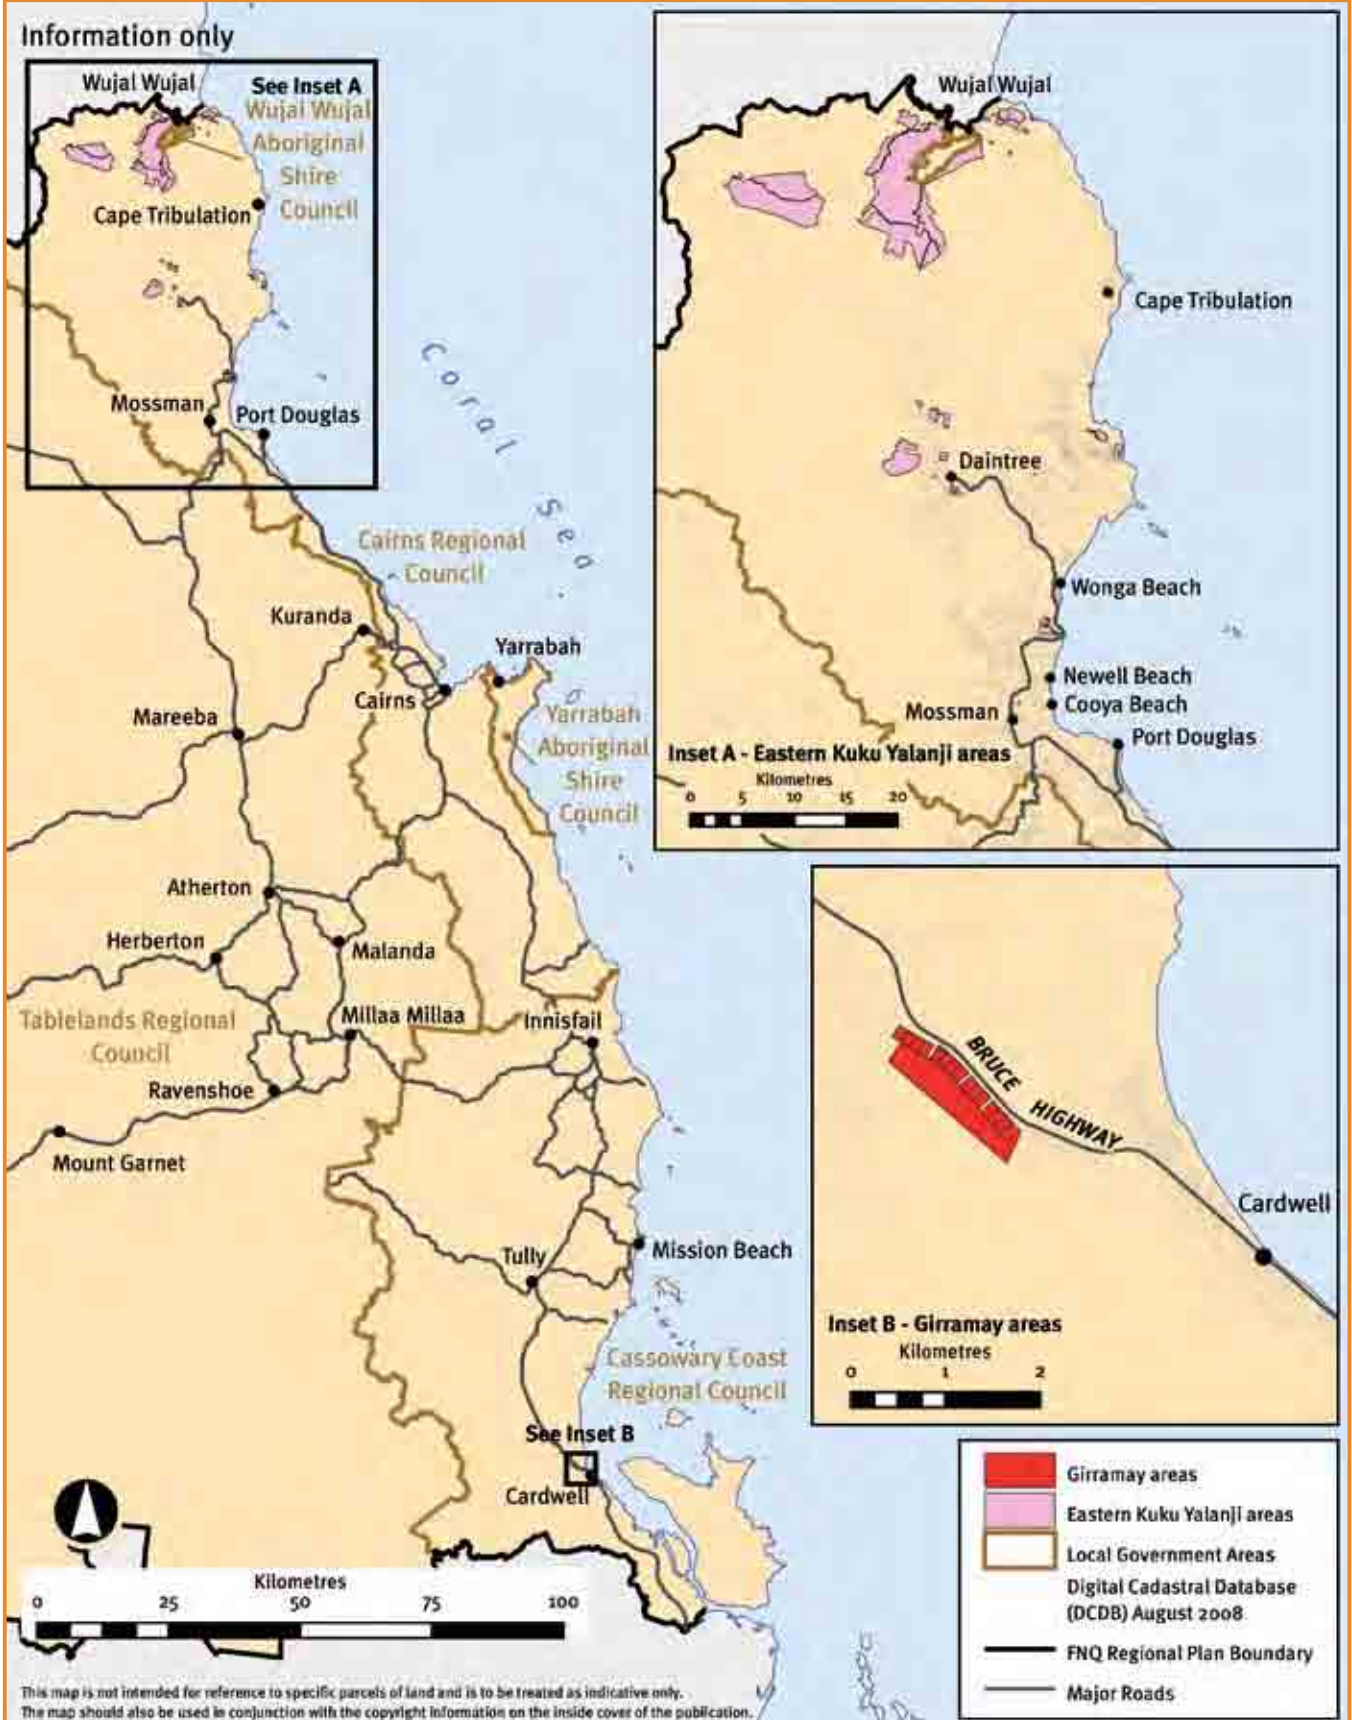 Information only
Wujal Wujal
See Inset A
Wujal Wujal
Aboriginal
Shire
Council
Cape Tribulation
Mossman
Port Douglas
Coral Sea
Cairns Regional
Council
Kuranda
Yarrabah
Cairns
Mareeba
Yarrabah
Aboriginal
Shire
Council
Atherton
Herberton
Malanda
Tablelands Regional
Council
Millaa Millaa
Innisfail
Ravenshoe
Mount Garnet
Tully
Mission Beach
Cassowary Coast
Regional Council
See Inset B
Cardwell
Kilometres
0 25 50 75 100
This map is not intended for reference to specific parcels of land and is to be treated as indicative only.
The map should also be used in conjunction with the copyright information on the inside cover of the publication.
Wujal Wujal
Cape Tribulation
Daintree
Wonga Beach
Newell Beach
Cooya Beach
Mossman
Port Douglas
Inset A - Eastern Kuku Yalanji areas
Kilometres
0 5 10 15 20
BRUCE HIGHWAY
Cardwell
Inset B - Girramay areas
Kilometres
0 1 2
Girramay areas
Eastern Kuku Yalanji areas
Local Government Areas
Digital Cadastral Database
(DCDB) August 2008
FNQ Regional Plan Boundary
Major Roads